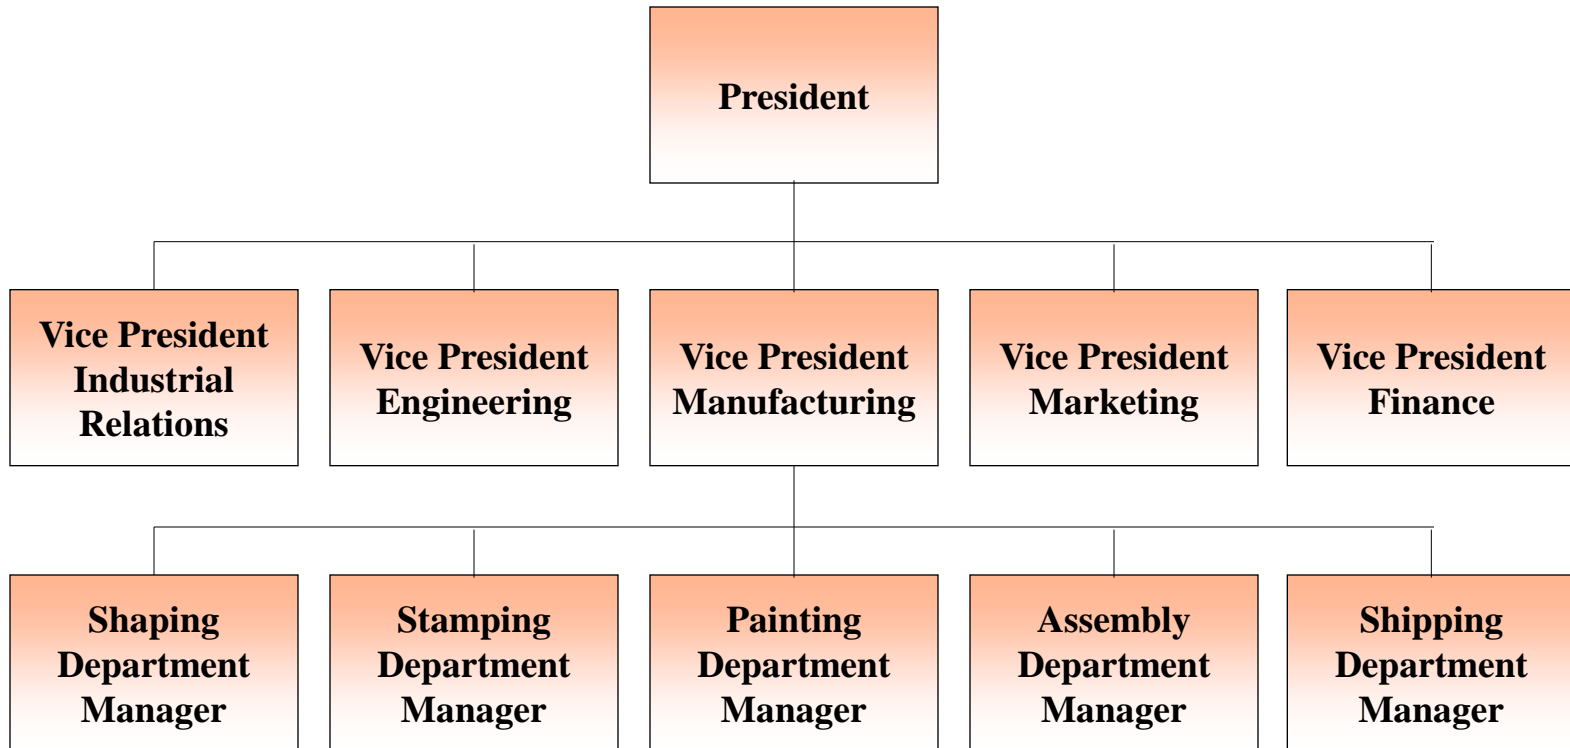 President
Vice President
Industrial
Relations
Vice President
Engineering
Vice President
Manufacturing
Vice President
Marketing
Vice President
Finance
Shaping
Department
Manager
Stamping
Department
Manager
Painting
Department
Manager
Assembly
Department
Manager
Shipping
Department
Manager